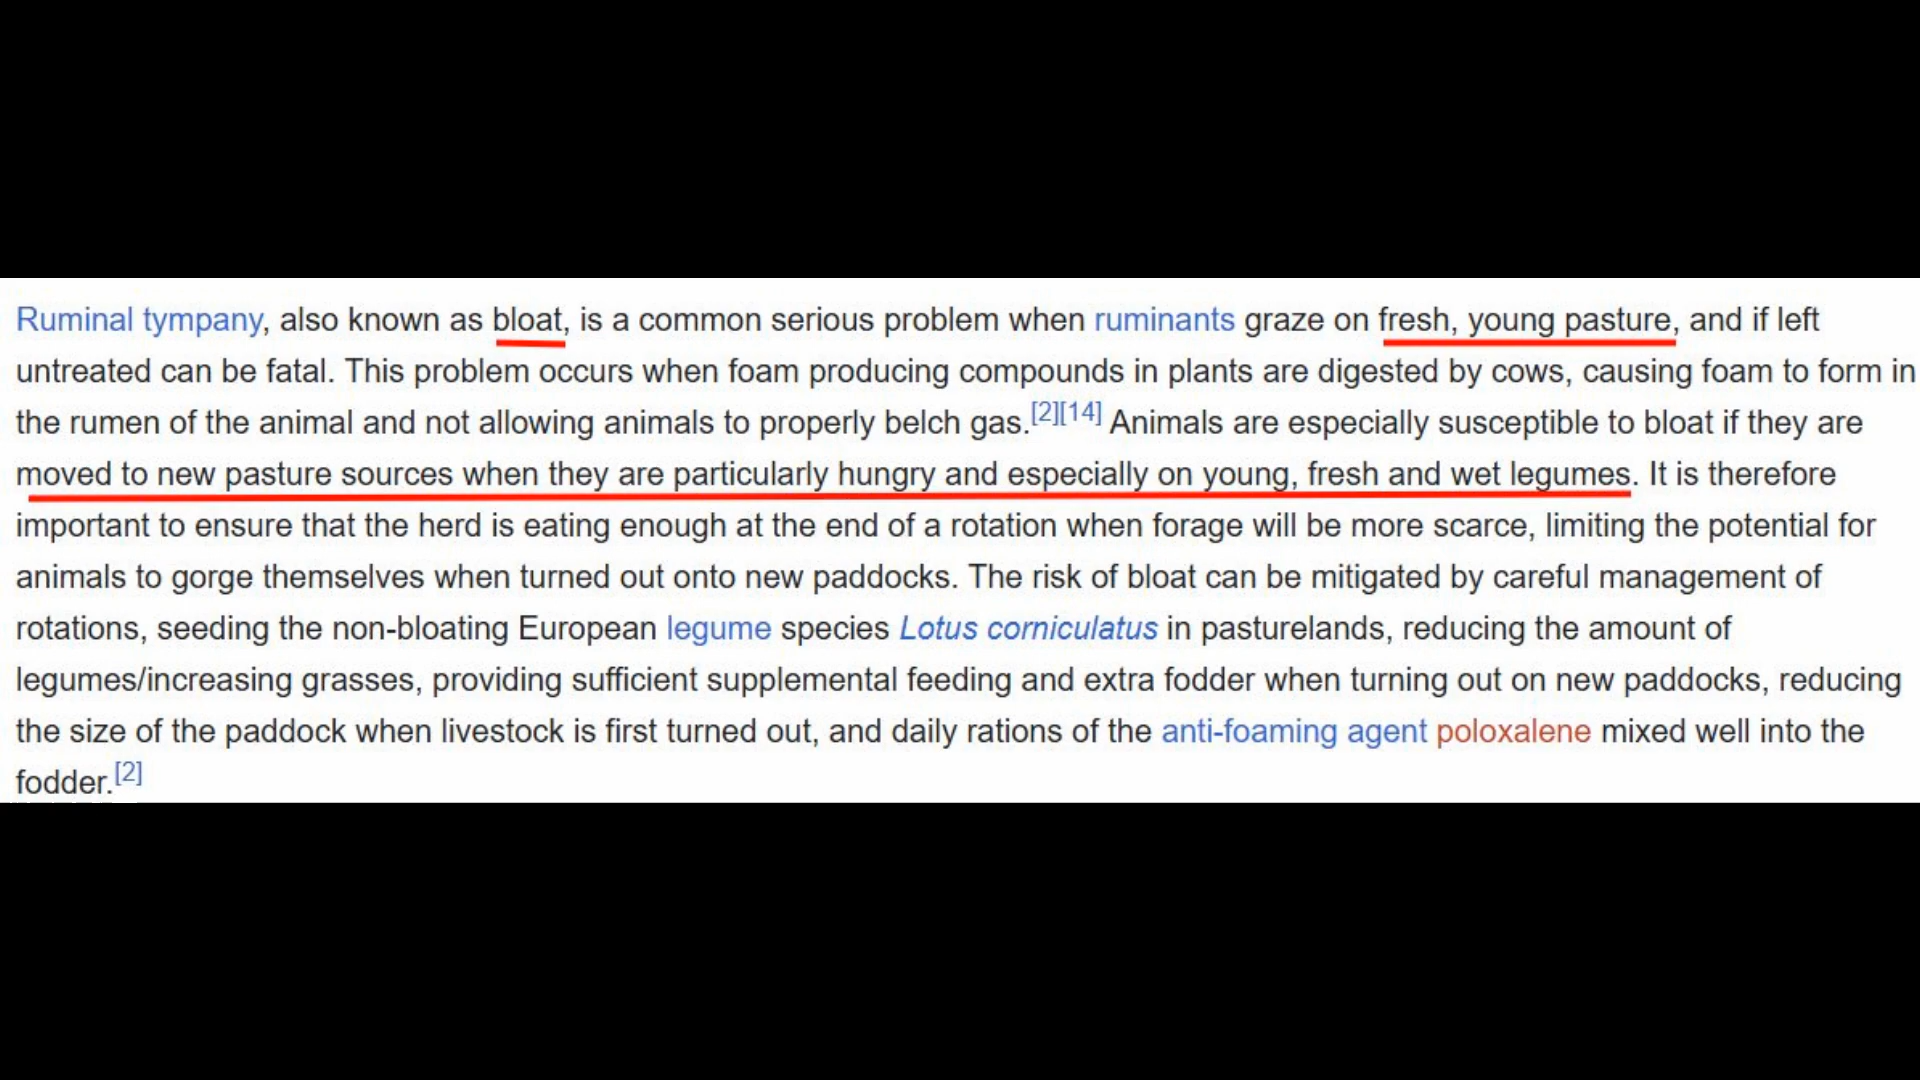 Ruminal tympany, also known as bloat, is a common serious problem when ruminants graze on fresh, young pasture, and if left
untreated can be fatal. This problem occurs when foam producing compounds in plants are digested by cows, causing foam to form in
the rumen of the animal and not allowing animals to properly belch gas.[2][14] Animals are especially susceptible to bloat if they are
moved to new pasture sources when they are particularly hungry and especially on young, fresh and wet legumes. It is therefore
important to ensure that the herd is eating enough at the end of a rotation when forage will be more scarce, limiting the potential for
animals to gorge themselves when turned out onto new paddocks. The risk of bloat can be mitigated by careful management of
rotations, seeding the non-bloating European legume species Lotus corniculatus in pasturelands, reducing the amount of
legumes/increasing grasses, providing sufficient supplemental feeding and extra fodder when turning out on new paddocks, reducing
the size of the paddock when livestock is first turned out, and daily rations of the anti-foaming agent poloxalene mixed well into the
fodder.[2]